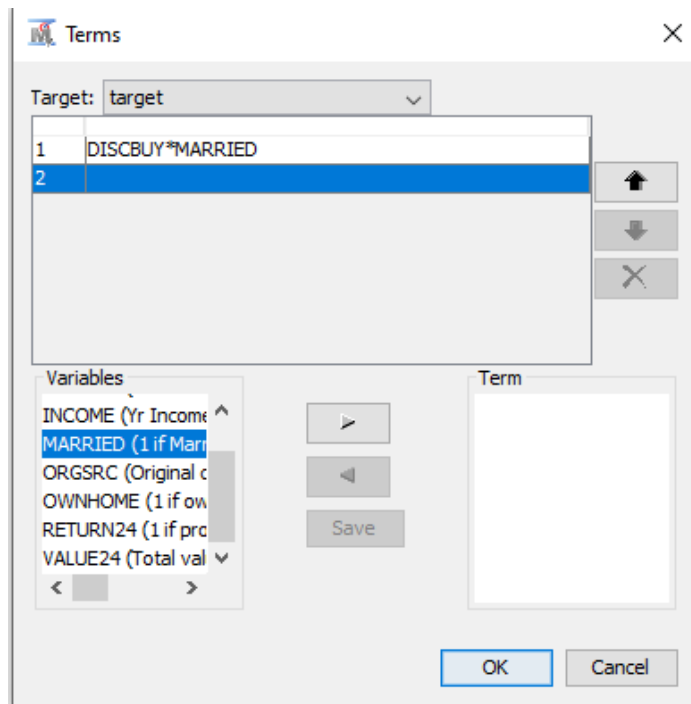 Terms
Target: target
1 DISCBUY*MARRIED
2
Variables
INCOME (Yr Income
MARRIED (1 if Marr
ORGSRC (Original c
OWNHOME (1 if ow
RETURN24 (1 if pro
VALUE24 (Total val
Save
Term
OK
Cancel